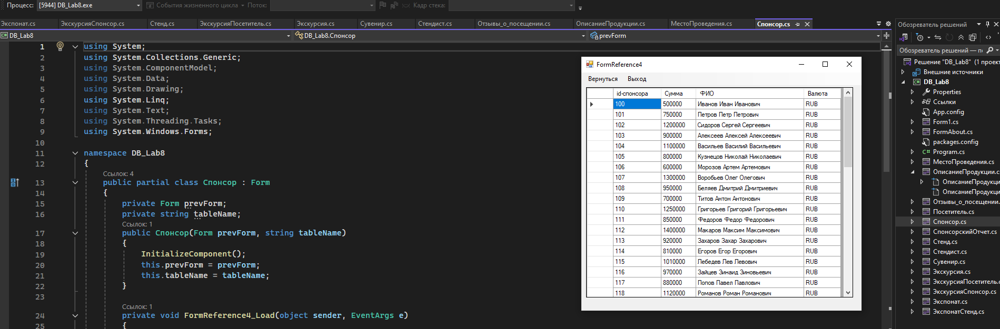 Процесс: [5944] DB_Lab8.exe События жизненного цикла Поток: Кадр стека:
Экспонат.cs ЭкскурсияСпонсор.cs Стенд.cs ЭкскурсияПосетитель.cs Экскурсия.cs Сувенир.cs Стендист.cs Отзывы_о_посещении.cs ОписаниеПродукции.cs МестоПроведения.cs Спонсор.cs
DB_Lab8 DB_Lab8.Спонсор prevForm
1 using System;
2 using System.Collections.Generic;
3 using System.ComponentModel;
4 using System.Data;
5 using System.Drawing;
6 using System.Linq;
7 using System.Text;
8 using System.Threading.Tasks;
9 using System.Windows.Forms;
10
11 namespace DB_Lab8
12 {
Ссылок: 4
13 public partial class Спонсор : Form
14 {
15 private Form prevForm;
16 private string tableName;
Ссылок: 1
17 public Спонсор(Form prevForm, string tableName)
18 {
19 InitializeComponent();
20 this.prevForm = prevForm;
21 this.tableName = tableName;
22 }
23
Ссылок: 1
24 private void FormReference4_Load(object sender, EventArgs e)
25 {
FormReference4
Вернуться Выход
id-спонсора Сумма ФИО Валюта
100 500000 Иванов Иван Иванович RUB
101 750000 Петров Петр Петрович RUB
102 1200000 Сидоров Сергей Сергеевич RUB
103 900000 Алексеев Алексей Алексеевич RUB
104 1100000 Васильев Василий Васильевич RUB
105 800000 Кузнецов Николай Николаевич RUB
106 600000 Морозов Артем Артемович RUB
107 1300000 Воробьев Олег Олегович RUB
108 950000 Беляев Дмитрий Дмитриевич RUB
109 700000 Титов Антон Антонович RUB
110 1250000 Григорьев Григорий Григорьевич RUB
111 850000 Федоров Федор Федорович RUB
112 1400000 Макаров Максим Максимович RUB
113 920000 Захаров Захар Захарович RUB
114 810000 Егоров Егор Егорович RUB
115 1010000 Лебедев Лев Левович RUB
116 970000 Зайцев Зинаид Зиновьевич RUB
117 880000 Попов Павел Павлович RUB
118 1120000 Романов Роман Романович RUB
Обозреватель решений
Обозреватель решений — по
Решение "DB_Lab8" (1 проект
Внешние источники
DB_Lab8
Properties
Ссылки
App.config
Form1.cs
FormAbout.cs
packages.config
Program.cs
МестоПроведения.cs
ОписаниеПродукции.c
ОписаниеПродукци
ОписаниеПродукци
Отзывы_о_посещении.
Посетитель.cs
Спонсор.cs
СпонсорскийОтчет.cs
Стенд.cs
Стендист.cs
Сувенир.cs
Экскурсия.cs
ЭкскурсияПосетитель.c
ЭкскурсияСпонсор.cs
Экспонат.cs
ЭкспонатСтенд.cs